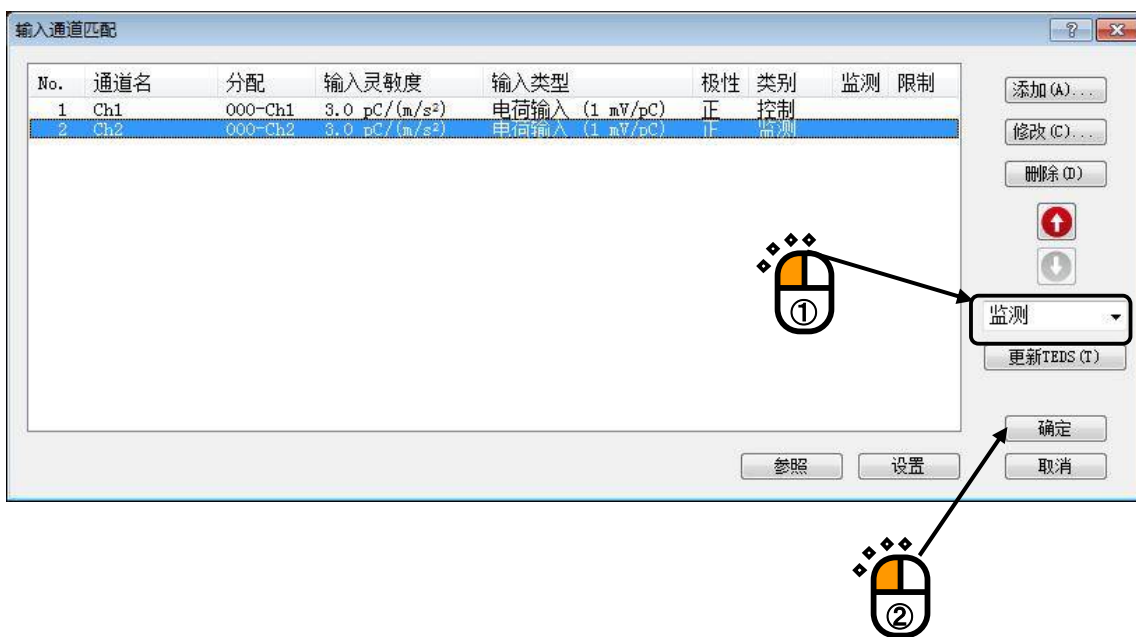 输入通道匹配
No. 通道名 分配 输入灵敏度 输入类型 极性 类别 监测 限制
1 Ch1 000-Ch1 3.0 pC/(m/s²) 电荷输入 (1 mV/pC) 正 控制
2 Ch2 000-Ch2 3.0 pC/(m/s²) 电荷输入 (1 mV/pC) 正 监测
添加(A)...
修改(C)...
删除(D)
①
监测
更新TEDS(T)
确定
参照 设置 取消
②